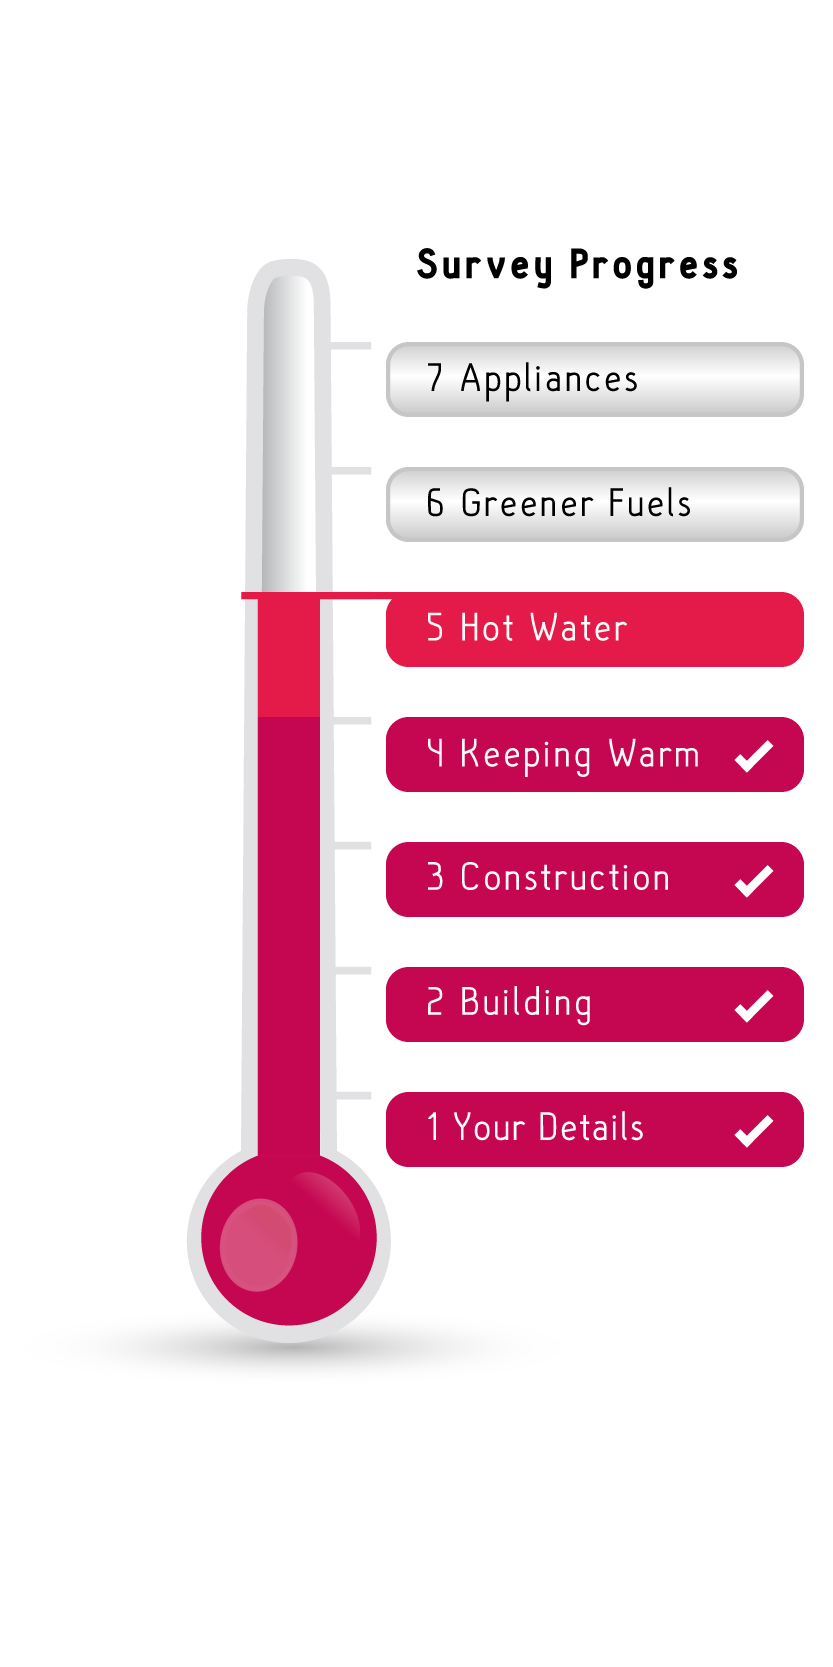 Survey Progress
7 Appliances
6 Greener Fuels
5 Hot Water
4 Keeping Warm
3 Construction
2 Building
1 Your Details